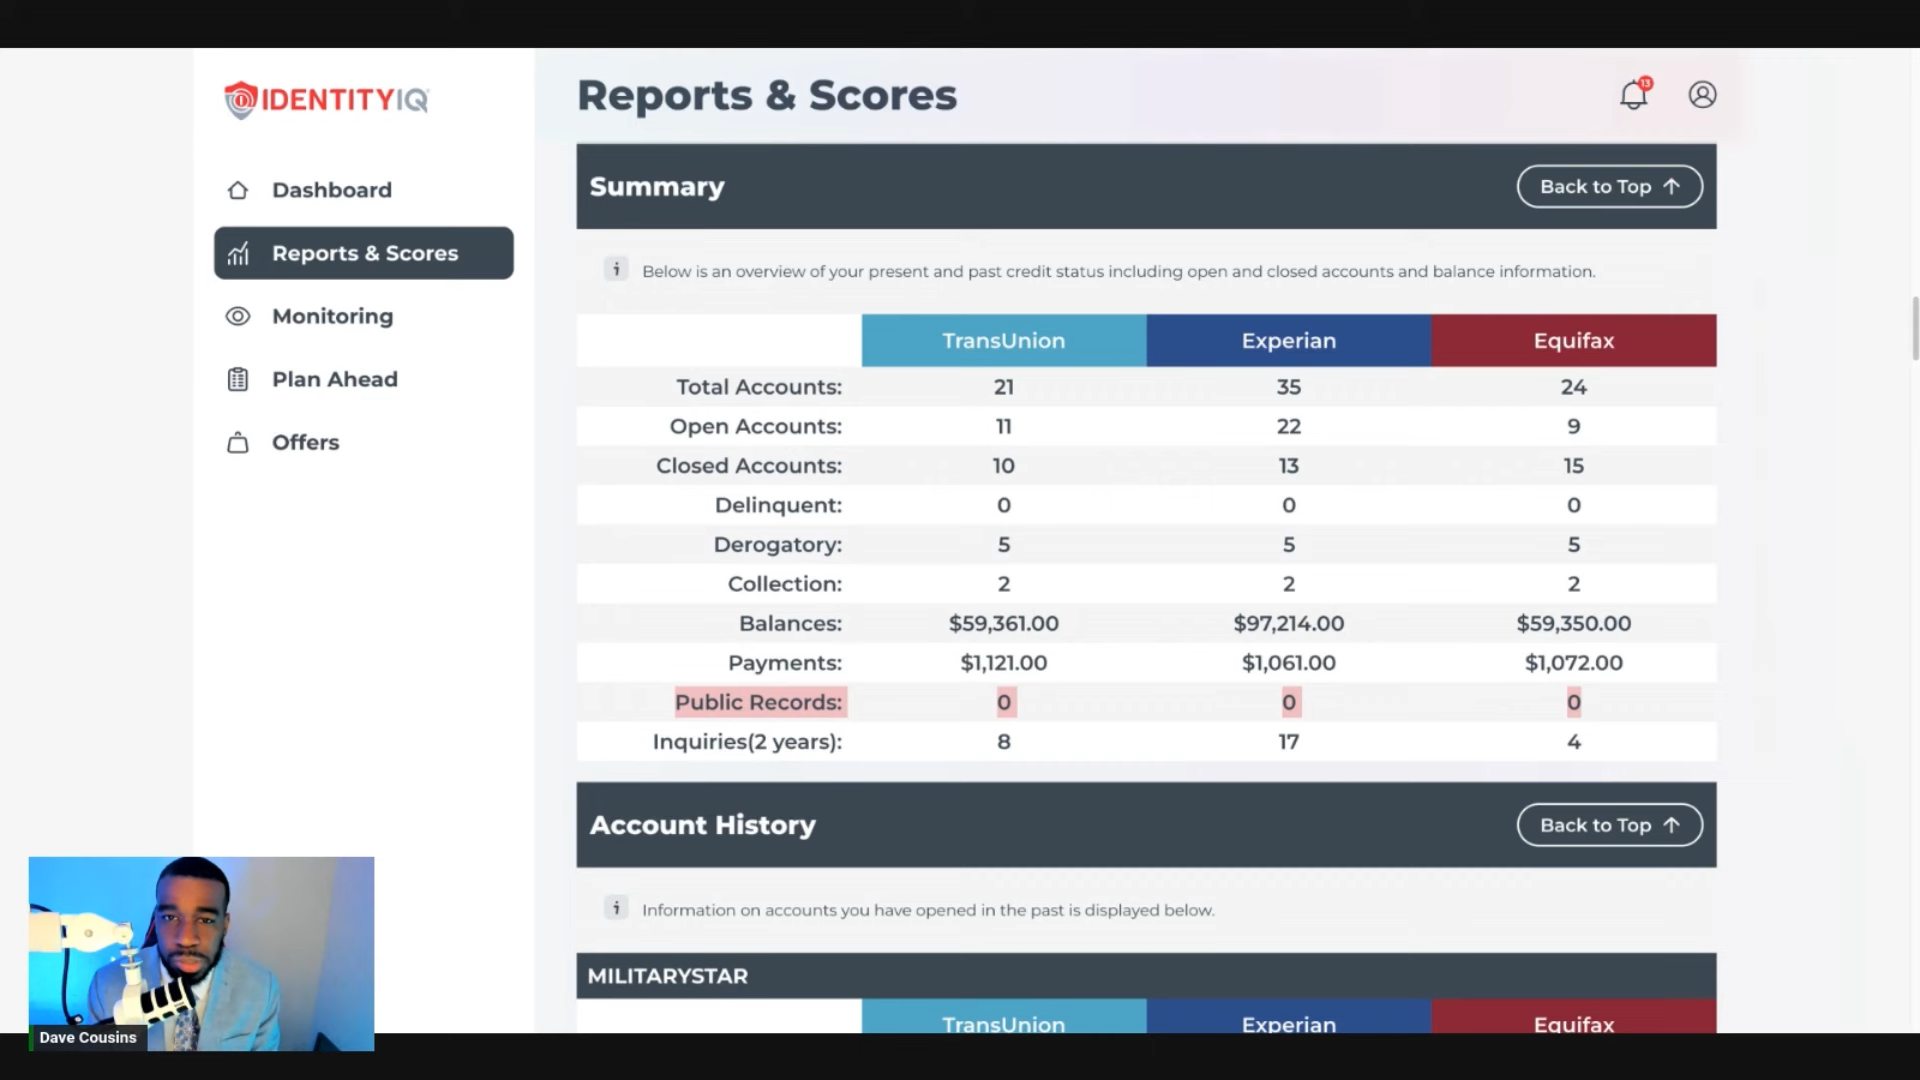 IDENTITYIQ
Dashboard
Reports & Scores
Monitoring
Plan Ahead
Offers
Reports & Scores
13
Summary
Back to Top ↑
i Below is an overview of your present and past credit status including open and closed accounts and balance information.
TransUnion Experian Equifax
Total Accounts: 21 35 24
Open Accounts: 11 22 9
Closed Accounts: 10 13 15
Delinquent: 0 0 0
Derogatory: 5 5 5
Collection: 2 2 2
Balances: $59,361.00 $97,214.00 $59,350.00
Payments: $1,121.00 $1,061.00 $1,072.00
Public Records: 0 0 0
Inquiries(2 years): 8 17 4
Account History
Back to Top ↑
i Information on accounts you have opened in the past is displayed below.
MILITARYSTAR
TransUnion Experian Equifax
Dave Cousins